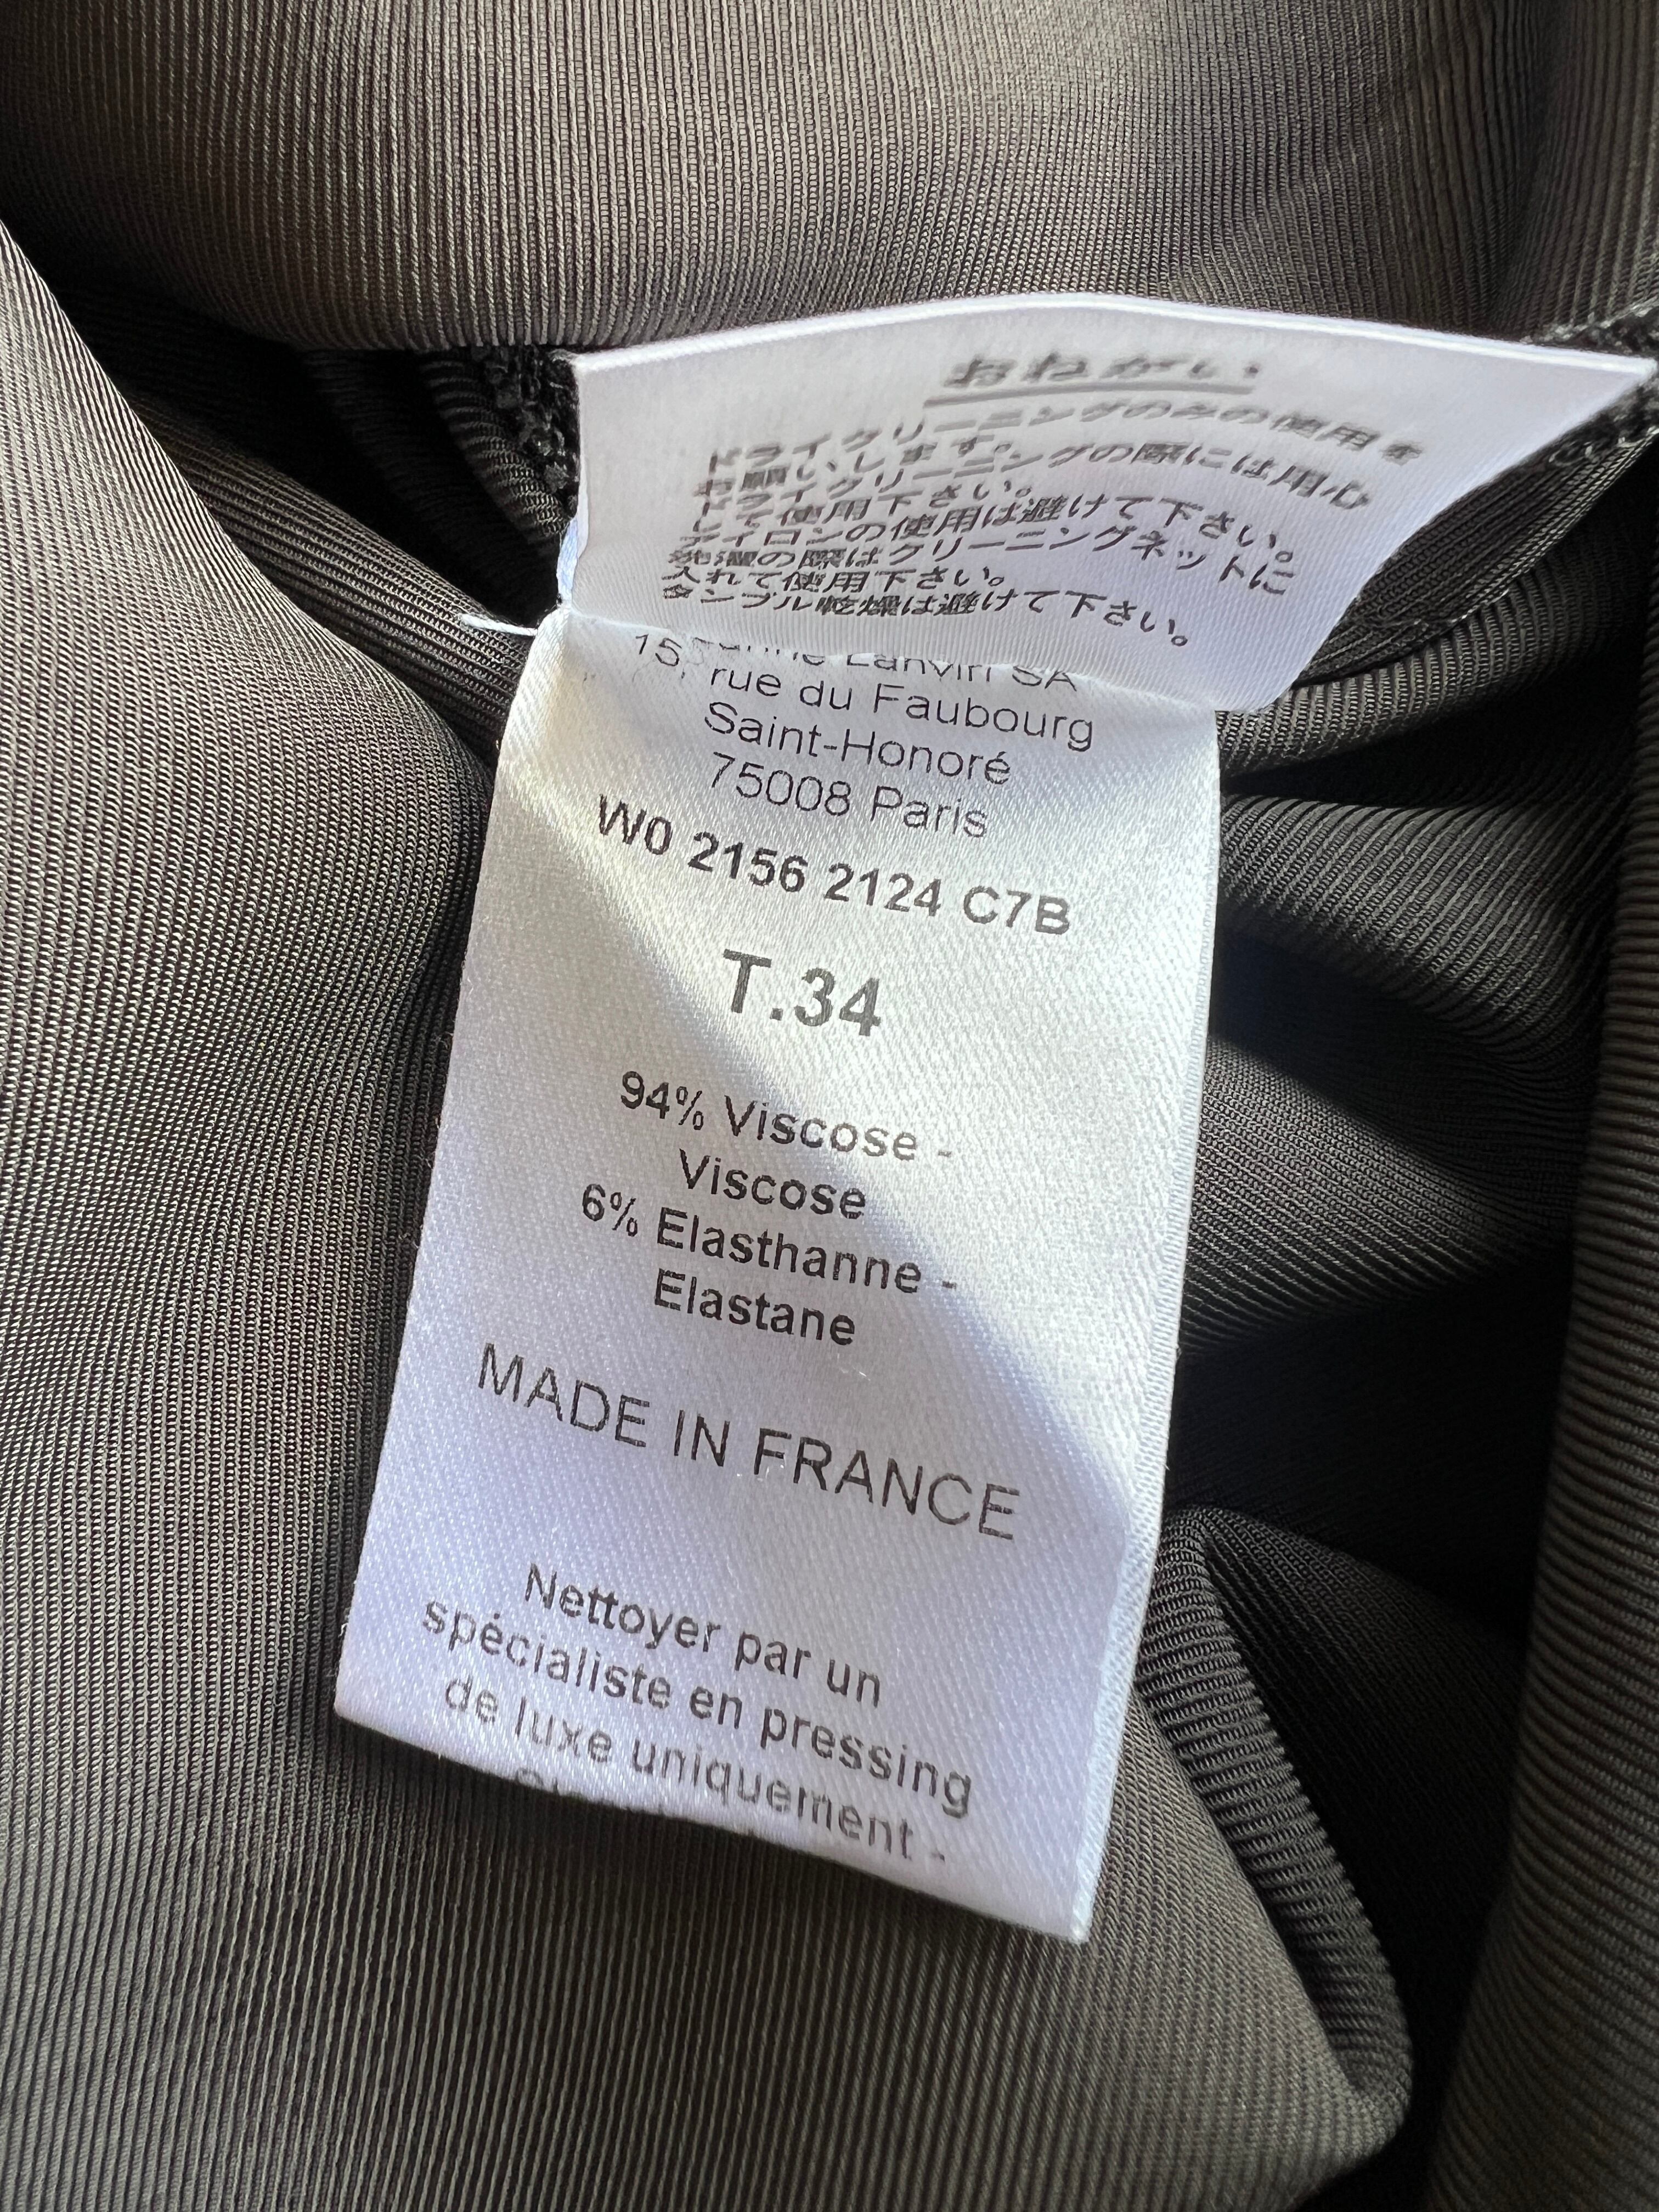 おねがい
ドライクリーニングのみの使用を
お願いします。
ドライクリーニングの際には用心
して使用下さい。
アイロンの使用は避けて下さい。
洗濯の際はクリーニングネットに
入れて使用下さい。
タンブル乾燥は避けて下さい。
Lanvin SA
15, rue du Faubourg
Saint-Honoré
75008 Paris
W0 2156 2124 C7B
T.34
94% Viscose -
Viscose
6% Elasthanne -
Elastane
MADE IN FRANCE
Nettoyer par un
spécialiste en pressing
de luxe uniquement -